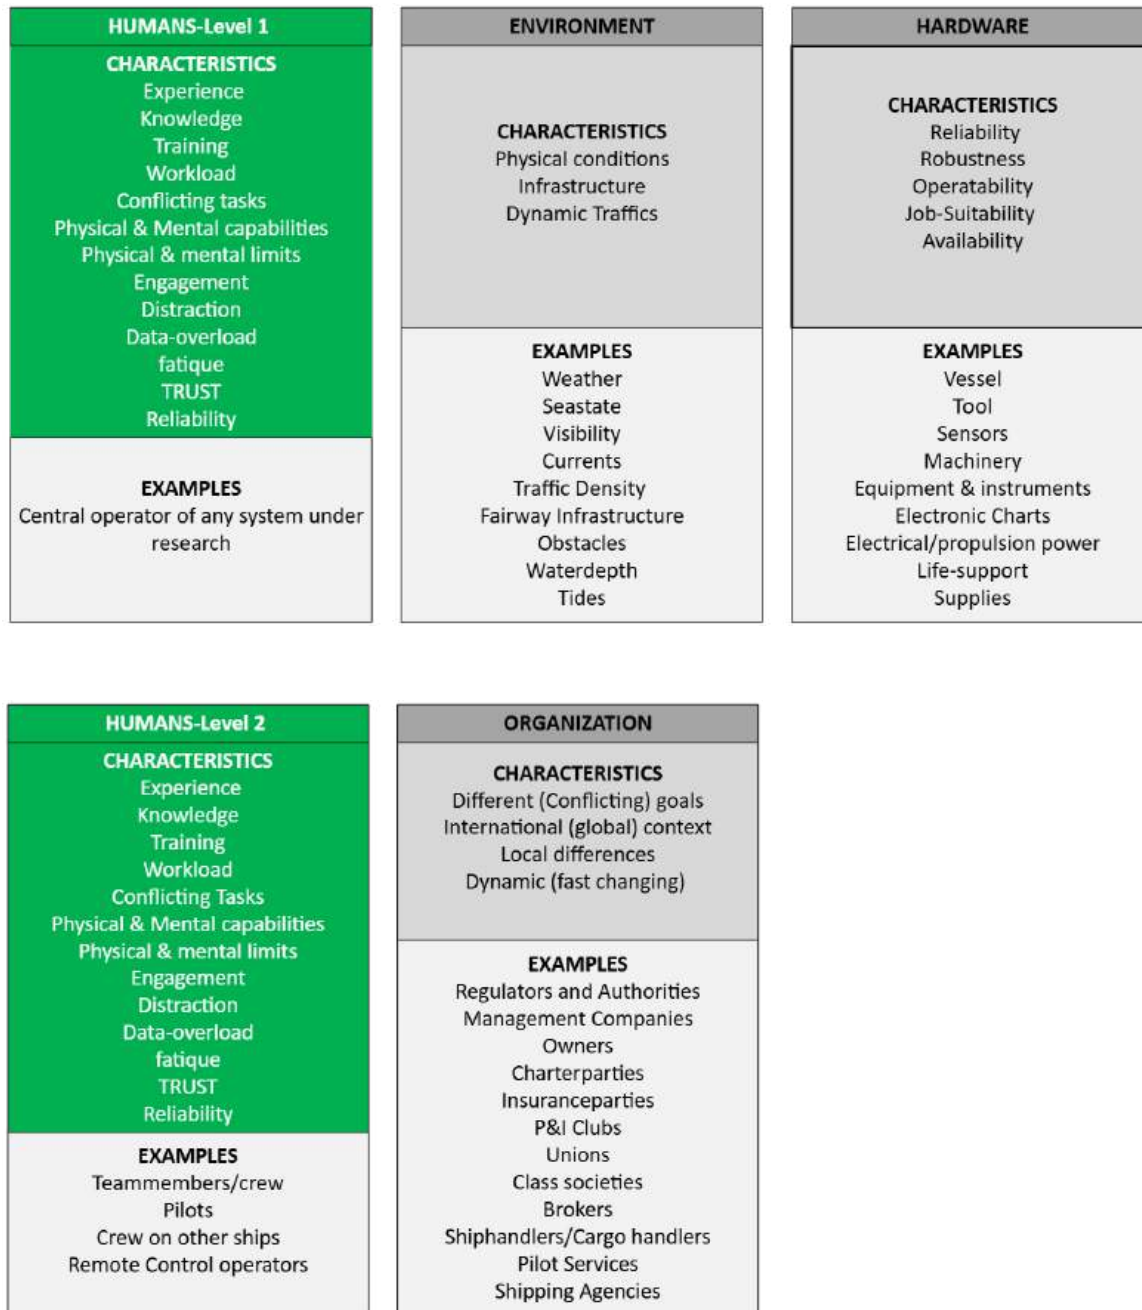 HUMANS-Level 1
CHARACTERISTICS
Experience
Knowledge
Training
Workload
Conflicting tasks
Physical & Mental capabilities
Physical & mental limits
Engagement
Distraction
Data-overload
fatique
TRUST
Reliability
EXAMPLES
Central operator of any system under
research
ENVIRONMENT
CHARACTERISTICS
Physical conditions
Infrastructure
Dynamic Traffics
EXAMPLES
Weather
Seastate
Visibility
Currents
Traffic Density
Fairway Infrastructure
Obstacles
Waterdepth
Tides
HARDWARE
CHARACTERISTICS
Reliability
Robustness
Operatability
Job-Suitability
Availability
EXAMPLES
Vessel
Tool
Sensors
Machinery
Equipment & instruments
Electronic Charts
Electrical/propulsion power
Life-support
Supplies
HUMANS-Level 2
CHARACTERISTICS
Experience
Knowledge
Training
Workload
Conflicting Tasks
Physical & Mental capabilities
Physical & mental limits
Engagement
Distraction
Data-overload
fatique
TRUST
Reliability
EXAMPLES
Teammembers/crew
Pilots
Crew on other ships
Remote Control operators
ORGANIZATION
CHARACTERISTICS
Different (Conflicting) goals
International (global) context
Local differences
Dynamic (fast changing)
EXAMPLES
Regulators and Authorities
Management Companies
Owners
Charterparties
Insuranceparties
P&I Clubs
Unions
Class societies
Brokers
Shiphandlers/Cargo handlers
Pilot Services
Shipping Agencies